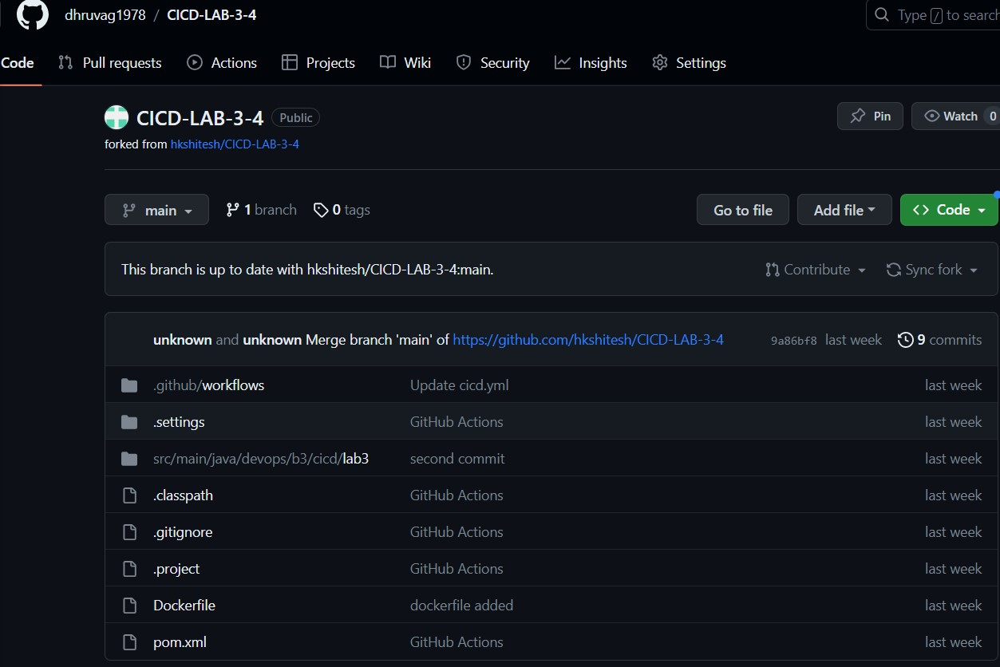 dhruvag1978 / CICD-LAB-3-4 Type / to search
Code Pull requests Actions Projects Wiki Security Insights Settings
CICD-LAB-3-4 Public Pin Watch 0
forked from hkshitesh/CICD-LAB-3-4
main 1 branch 0 tags Go to file Add file <> Code
This branch is up to date with hkshitesh/CICD-LAB-3-4:main. Contribute Sync fork
unknown and unknown Merge branch 'main' of https://github.com/hkshitesh/CICD-LAB-3-4 9a86bf8 last week 9 commits
.github/workflows Update cicd.yml last week
.settings GitHub Actions last week
src/main/java/devops/b3/cicd/lab3 second commit last week
.classpath GitHub Actions last week
.gitignore GitHub Actions last week
.project GitHub Actions last week
Dockerfile dockerfile added last week
pom.xml GitHub Actions last week